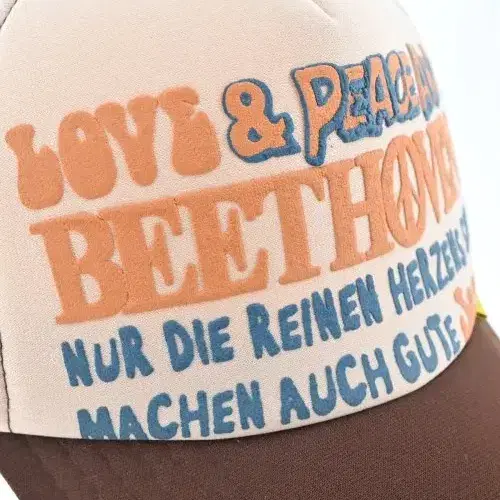 LOVE & PEACE
BEETHOVEN
NUR DIE REINEN HERZENS
MACHEN AUCH GUTE